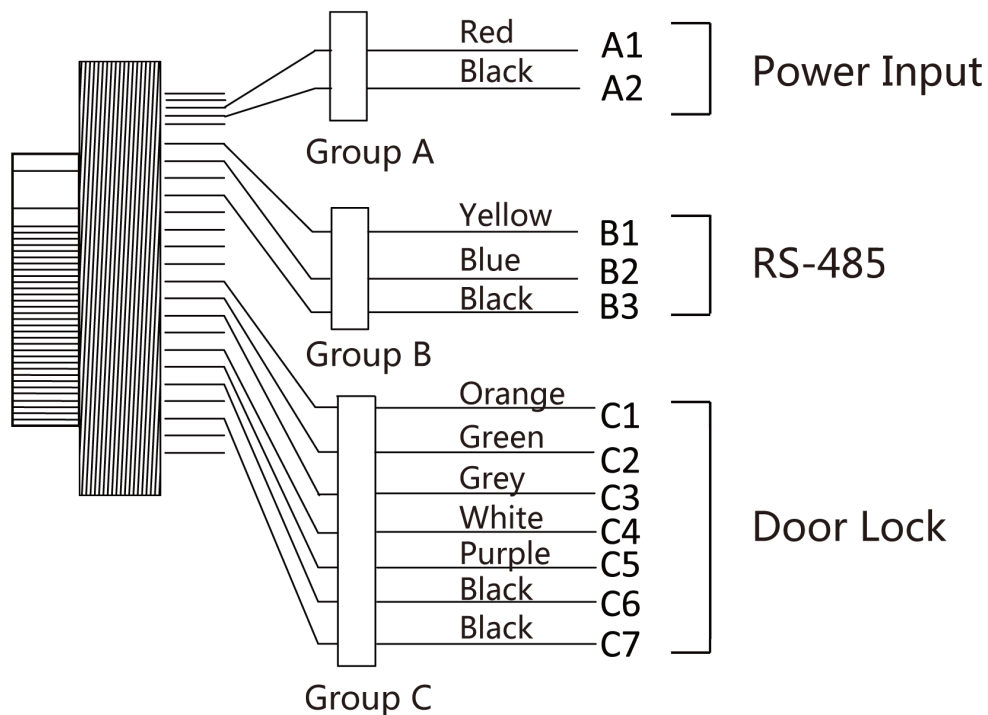 Red A1
Black A2
Power Input
Group A
Yellow B1
Blue B2
Black B3
RS-485
Group B
Orange C1
Green C2
Grey C3
White C4
Purple C5
Black C6
Black C7
Door Lock
Group C